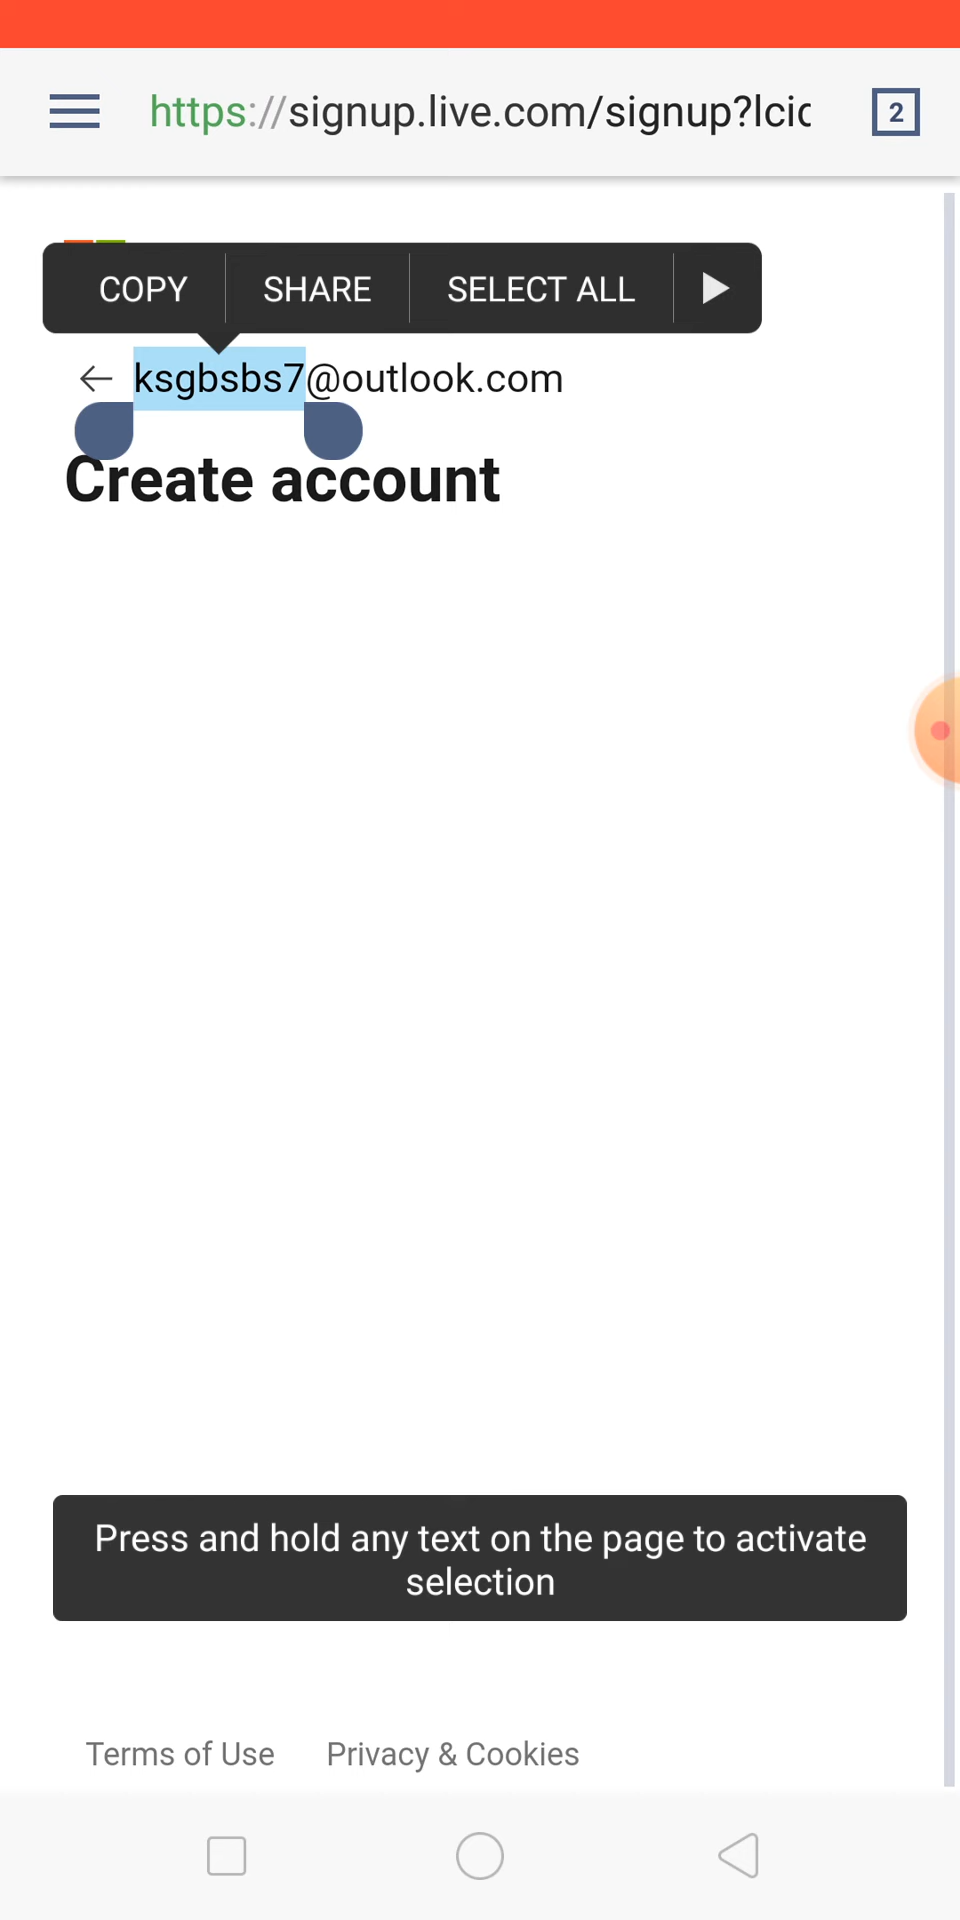 https://signup.live.com/signup?lcic
2
COPY SHARE SELECT ALL
ksgbsbs7@outlook.com
Create account
Press and hold any text on the page to activate
selection
Terms of Use Privacy & Cookies